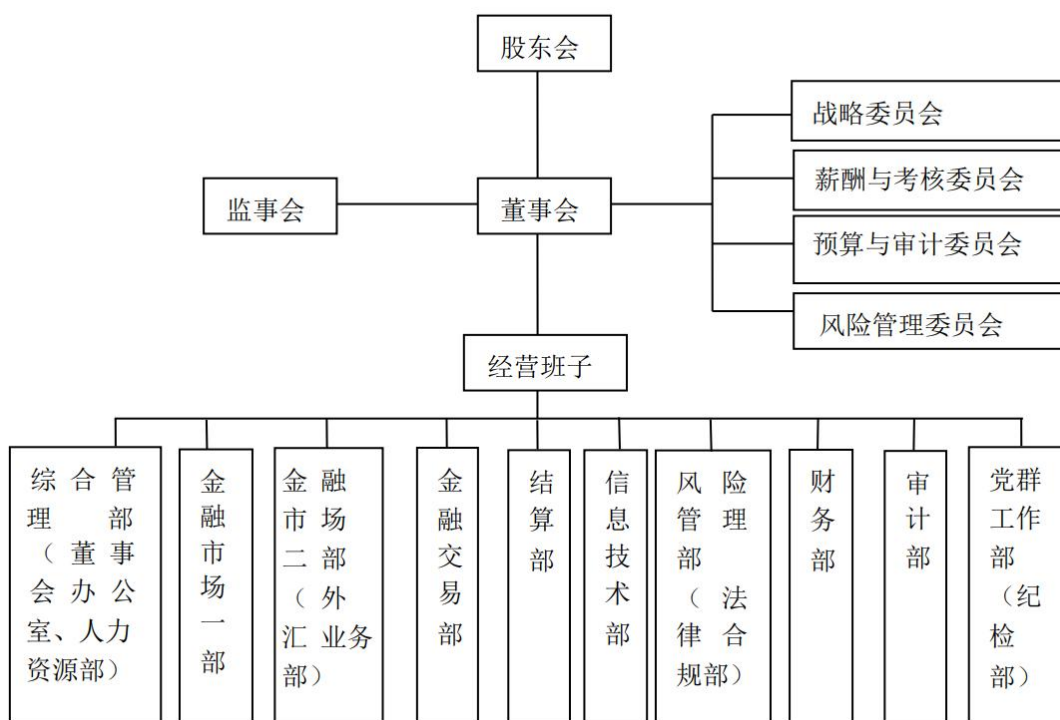 股东会
战略委员会
薪酬与考核委员会
监事会
董事会
预算与审计委员会
风险管理委员会
经营班子
综合管
理部
（董事
会办公
室、人力
资源部）
金融市场一部
金融
市场
二部
（外
汇业务
部）
金融交易部
结算部
信息技术部
风险
管理
部
（法
律合
规部）
财务部
审计部
党群
工作
部
（纪
检
部）